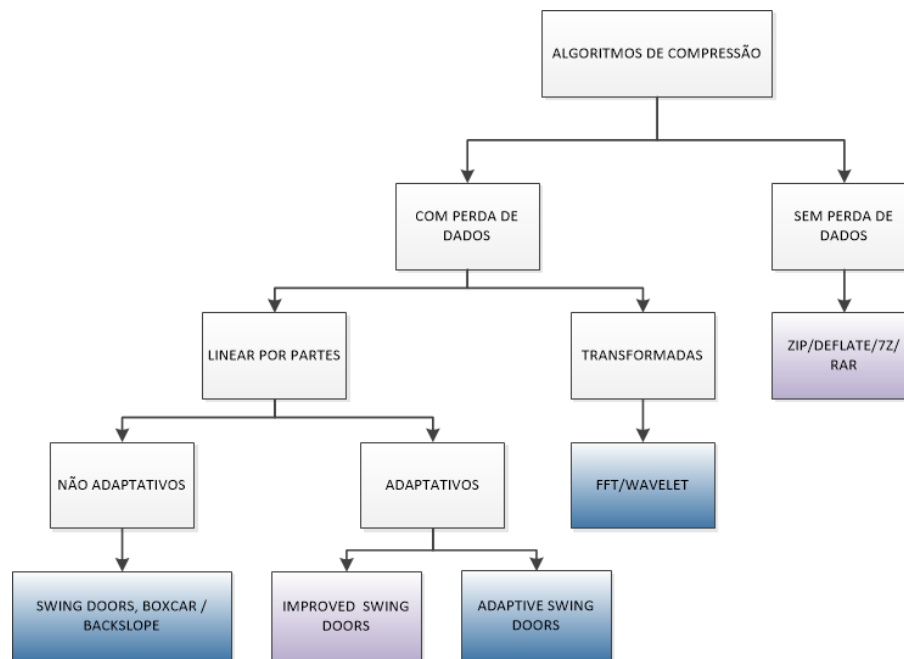 ALGORITMOS DE COMPRESSÃO
COM PERDA DE
DADOS
SEM PERDA DE
DADOS
LINEAR POR PARTES
TRANSFORMADAS
ZIP/DEFLATE/7Z/
RAR
NÃO ADAPTATIVOS
ADAPTATIVOS
FFT/WAVELET
SWING DOORS, BOXCAR /
BACKSLOPE
IMPROVED SWING
DOORS
ADAPTIVE SWING
DOORS